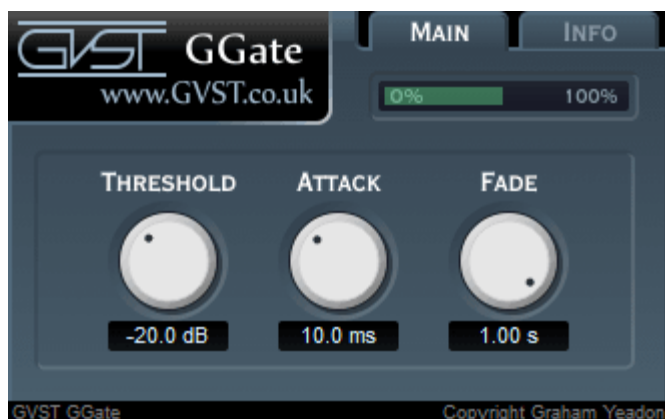 GVST GGate
www.GVST.co.uk
MAIN INFO
0% 100%
THRESHOLD ATTACK FADE
-20.0 dB 10.0 ms 1.00 s
GVST GGate Copyright Graham Yeadon